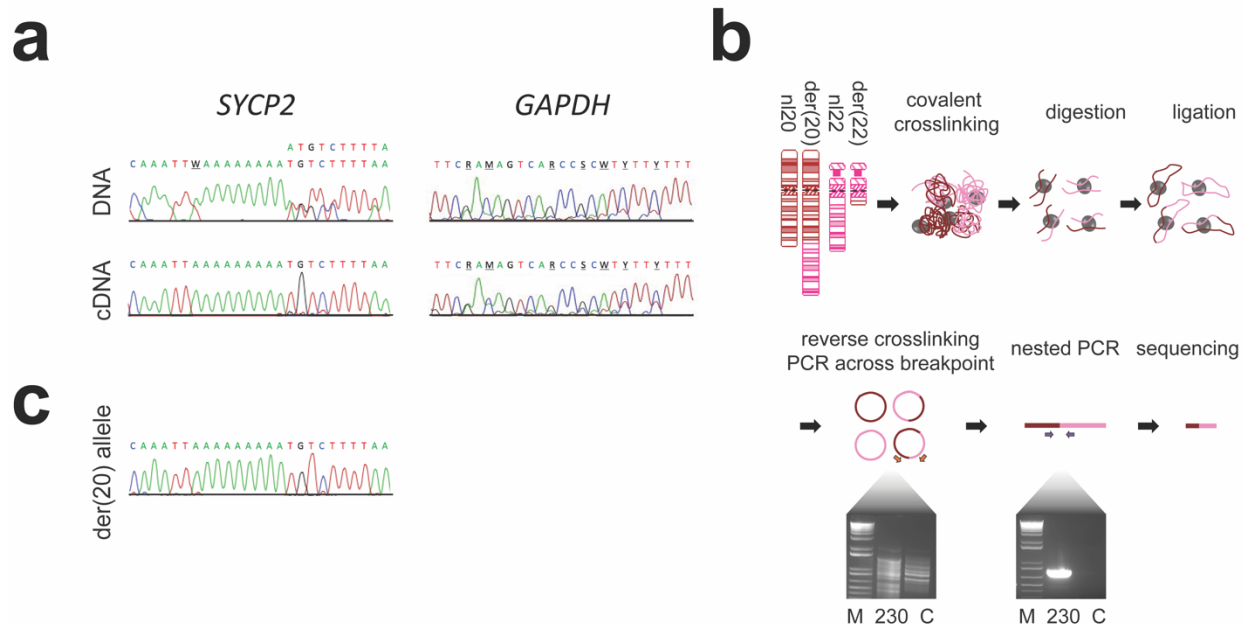 a
SYCP2
GAPDH
DNA
ATGTCTTTTA
CAAATTWAAAAAAAATGTCTTTTAA
TTCRAMAGTCARCCSCWTYTTYTTT
cDNA
CAAATTAAAAAAAAATGTCTTTTAA
TTCRAMAGTCARCCSCWTYTTYTTT
b
nl20
der(20)
nl22
der(22)
covalent
crosslinking
digestion
ligation
reverse crosslinking
PCR across breakpoint
nested PCR
sequencing
M 230 C
M 230 C
c
der(20) allele
CAAATTAAAAAAAAATGTCTTTTAA